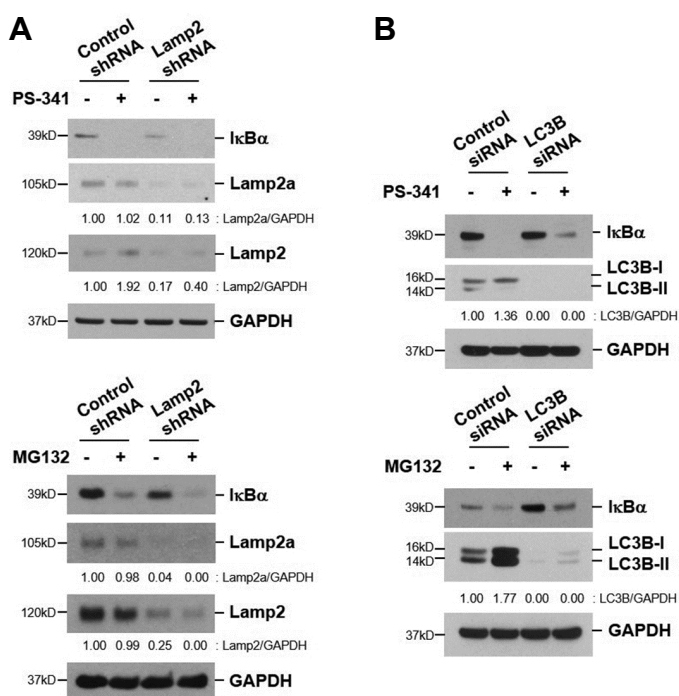 A
Control shRNA Lamp2 shRNA
PS-341 - + - +
39kD IκBα
105kD Lamp2a
1.00 1.02 0.11 0.13 : Lamp2a/GAPDH
120kD Lamp2
1.00 1.92 0.17 0.40 : Lamp2/GAPDH
37kD GAPDH
Control shRNA Lamp2 shRNA
MG132 - + - +
39kD IκBα
105kD Lamp2a
1.00 0.98 0.04 0.00 : Lamp2a/GAPDH
120kD Lamp2
1.00 0.99 0.25 0.00 : Lamp2/GAPDH
37kD GAPDH
B
Control siRNA LC3B siRNA
PS-341 - + - +
39kD IκBα
16kD LC3B-I
14kD LC3B-II
1.00 1.36 0.00 0.00 : LC3B/GAPDH
37kD GAPDH
Control siRNA LC3B siRNA
MG132 - + - +
39kD IκBα
16kD LC3B-I
14kD LC3B-II
1.00 1.77 0.00 0.00 : LC3B/GAPDH
37kD GAPDH